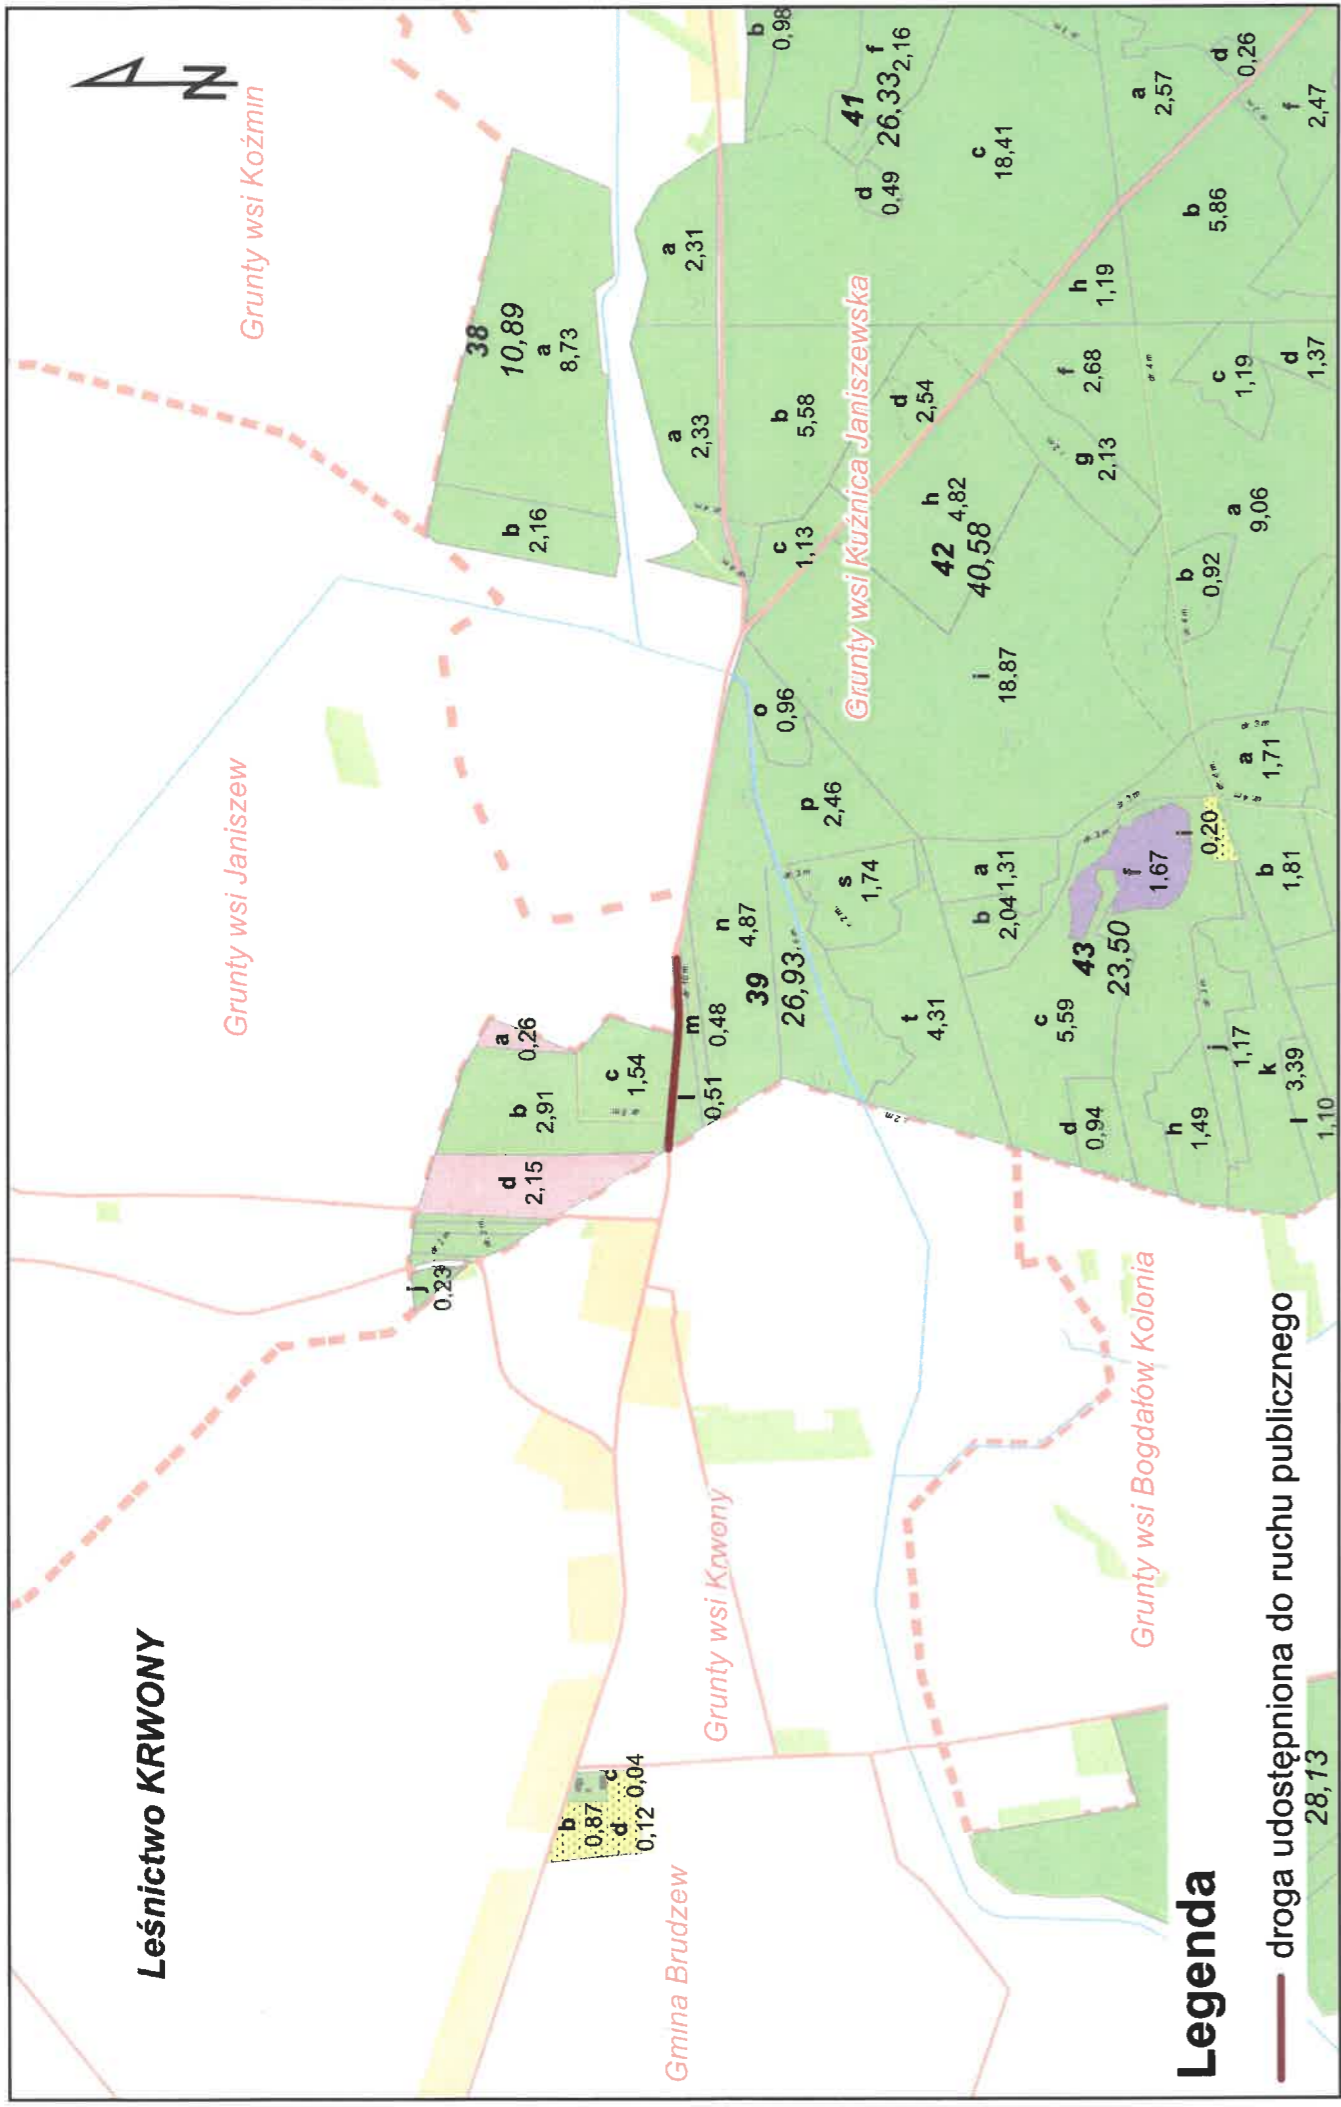 Leśnictwo KRWONY
N
Grunty wsi Koźmin
Grunty wsi Janiszew
Gmina Brudzew
Grunty wsi Krwony
Grunty wsi Bogdałów Kolonia
Grunty wsi Kuźnica Janiszewska
38
10,89
a
8,73
b
2,16
a
2,31
a
2,33
b
0,98
41
26,33
f
2,16
d
0,49
c
18,41
a
2,57
d
0,26
f
2,47
b
5,86
h
1,19
b
5,58
d
2,54
f
2,68
g
2,13
c
1,19
d
1,37
c
1,13
h
4,82
42
40,58
a
9,06
b
0,92
i
18,87
o
0,96
p
2,46
s
1,74
n
4,87
39
26,93
m
0,48
l
0,51
t
4,31
a
0,26
b
2,91
c
1,54
d
2,15
j
0,23
a
1,31
b
2,04
43
23,50
f
1,67
i
0,20
a
1,71
b
1,81
c
5,59
d
0,94
h
1,49
j
1,17
k
3,39
l
1,10
b
0,87
c
0,04
d
0,12
28,13
Legenda
droga udostępniona do ruchu publicznego